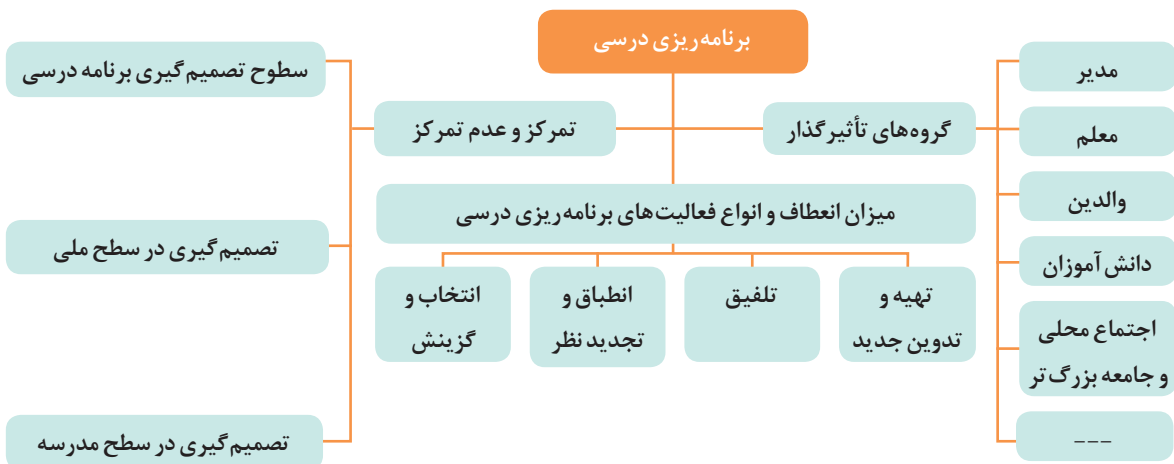 برنامه‌ریزی درسی
گروه‌های تأثیرگذار
مدیر
معلم
والدین
دانش‌آموزان
اجتماع محلی
و جامعه بزرگ‌تر
---
تمرکز و عدم تمرکز
سطوح تصمیم‌گیری برنامه درسی
تصمیم‌گیری در سطح ملی
تصمیم‌گیری در سطح مدرسه
میزان انعطاف و انواع فعالیت‌های برنامه‌ریزی درسی
تهیه و
تدوین جدید
تلفیق
انطباق و
تجدید نظر
انتخاب و
گزینش